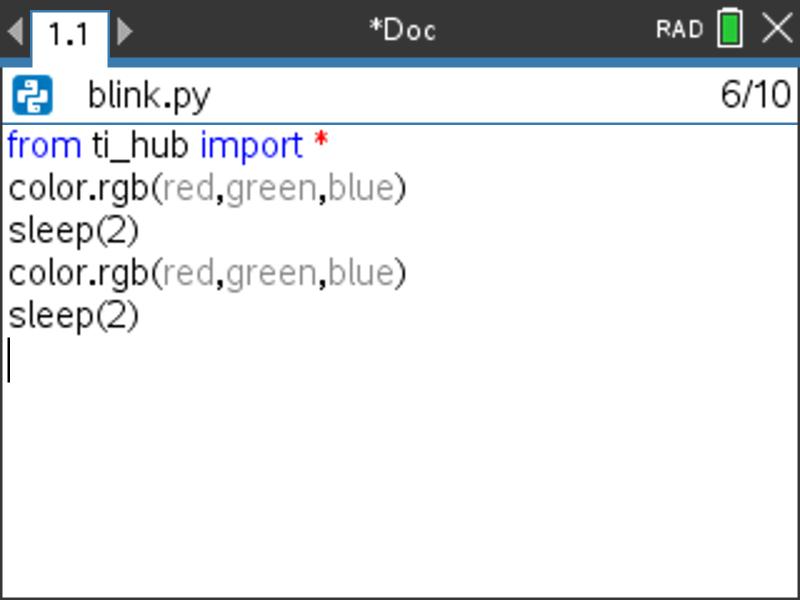 1.1 *Doc RAD
blink.py 6/10
from ti_hub import *
color.rgb(red,green,blue)
sleep(2)
color.rgb(red,green,blue)
sleep(2)